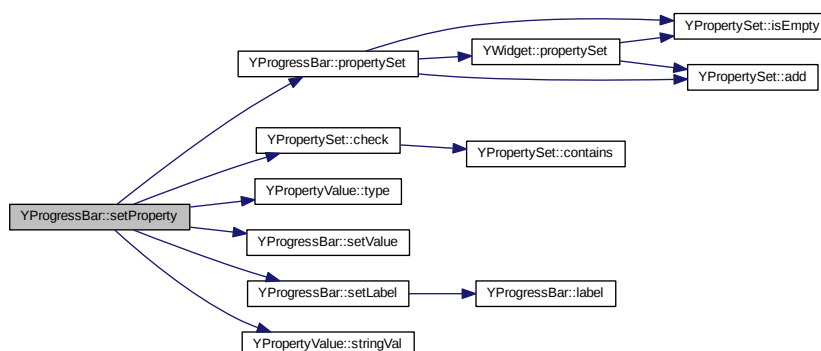 YPropertySet::isEmpty
YProgressBar::propertySet
YWidget::propertySet
YPropertySet::add
YPropertySet::check
YPropertySet::contains
YPropertyValue::type
YProgressBar::setProperty
YProgressBar::setValue
YProgressBar::setLabel
YProgressBar::label
YPropertyValue::stringVal